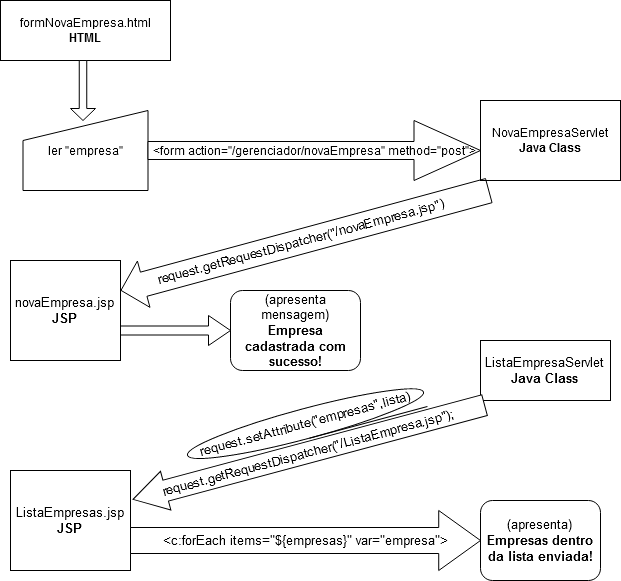 formNovaEmpresa.html
HTML
ler "empresa"
<form action="/gerenciador/novaEmpresa" method="post">
NovaEmpresaServlet
Java Class
request.getRequestDispatcher("/novaEmpresa.jsp")
novaEmpresa.jsp
JSP
(apresenta
mensagem)
Empresa
cadastrada com
sucesso!
ListaEmpresaServlet
Java Class
request.setAttribute("empresas",lista)
request.getRequestDispatcher("/ListaEmpresa.jsp");
ListaEmpresas.jsp
JSP
<c:forEach items="${empresas}" var="empresa">
(apresenta)
Empresas dentro
da lista enviada!